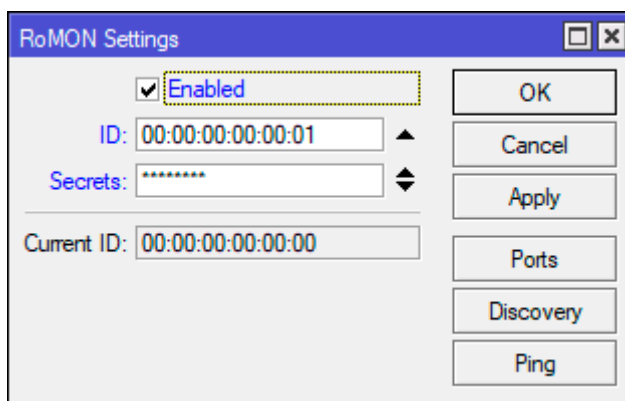 RoMON Settings
Enabled
ID: 00:00:00:00:00:01
Secrets: ********
Current ID: 00:00:00:00:00:00
OK
Cancel
Apply
Ports
Discovery
Ping